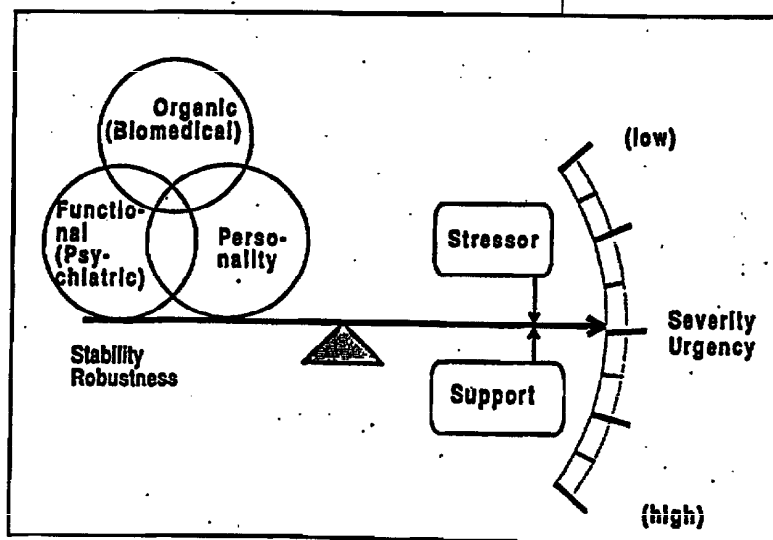 Organic
(Biomedical)
Functio-
nal
(Psy-
chiatric)
Perso-
nality
Stability
Robustness
Stressor
Support
(low)
Severity
Urgency
(high)